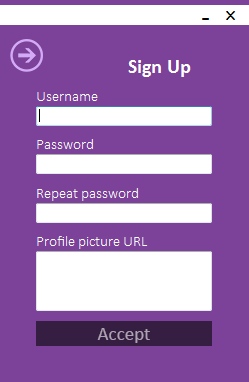 Sign Up
Username
Password
Repeat password
Profile picture URL
Accept